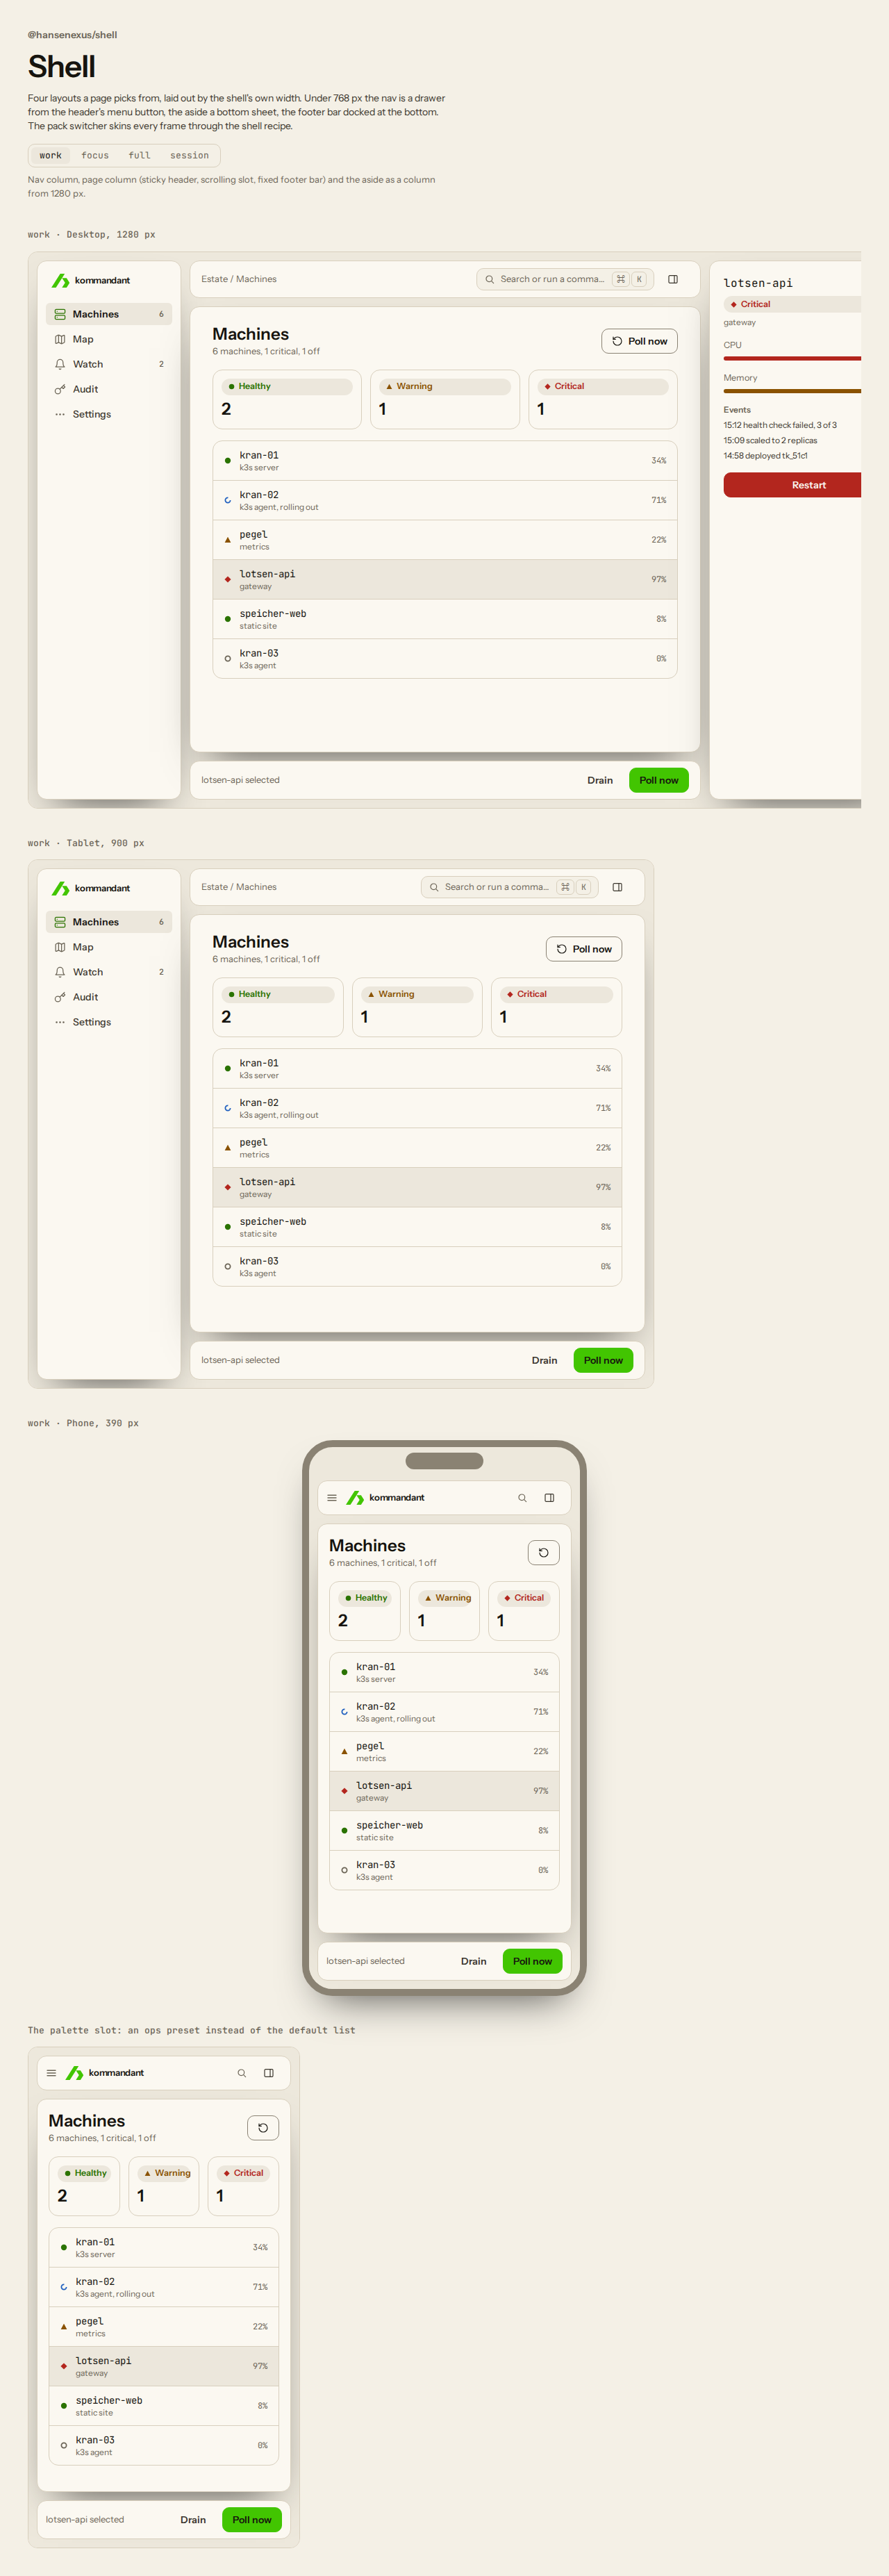 @hansenexus/shell
Shell
Four layouts a page picks from, laid out by the shell's own width. Under 768 px the nav is a drawer
from the header's menu button, the aside a bottom sheet, the footer bar docked at the bottom.
The pack switcher skins every frame through the shell recipe.
work focus full session
Nav column, page column (sticky header, scrolling slot, fixed footer bar) and the aside as a column
from 1280 px.
work · Desktop, 1280 px
kommandant
Machines 6
Map
Watch 2
Audit
Settings
Estate / Machines
Search or run a comma... ⌘ K
Machines
6 machines, 1 critical, 1 off
Poll now
Healthy
2
Warning
1
Critical
1
kran-01
k3s server
34%
kran-02
k3s agent, rolling out
71%
pegel
metrics
22%
lotsen-api
gateway
97%
speicher-web
static site
8%
kran-03
k3s agent
0%
lotsen-api selected
Drain
Poll now
lotsen-api
Critical
gateway
CPU
Memory
Events
15:12 health check failed, 3 of 3
15:09 scaled to 2 replicas
14:58 deployed tk_51c1
Restart
work · Tablet, 900 px
kommandant
Machines 6
Map
Watch 2
Audit
Settings
Estate / Machines
Search or run a comma... ⌘ K
Machines
6 machines, 1 critical, 1 off
Poll now
Healthy
2
Warning
1
Critical
1
kran-01
k3s server
34%
kran-02
k3s agent, rolling out
71%
pegel
metrics
22%
lotsen-api
gateway
97%
speicher-web
static site
8%
kran-03
k3s agent
0%
lotsen-api selected
Drain
Poll now
work · Phone, 390 px
kommandant
Machines
6 machines, 1 critical, 1 off
Healthy
2
Warning
1
Critical
1
kran-01
k3s server
34%
kran-02
k3s agent, rolling out
71%
pegel
metrics
22%
lotsen-api
gateway
97%
speicher-web
static site
8%
kran-03
k3s agent
0%
lotsen-api selected
Drain
Poll now
The palette slot: an ops preset instead of the default list
kommandant
Machines
6 machines, 1 critical, 1 off
Healthy
2
Warning
1
Critical
1
kran-01
k3s server
34%
kran-02
k3s agent, rolling out
71%
pegel
metrics
22%
lotsen-api
gateway
97%
speicher-web
static site
8%
kran-03
k3s agent
0%
lotsen-api selected
Drain
Poll now